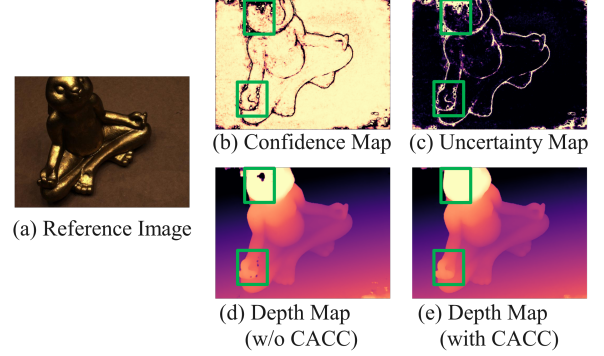 (b) Confidence Map
(c) Uncertainty Map
(a) Reference Image
(d) Depth Map
(w/o CACC)
(e) Depth Map
(with CACC)